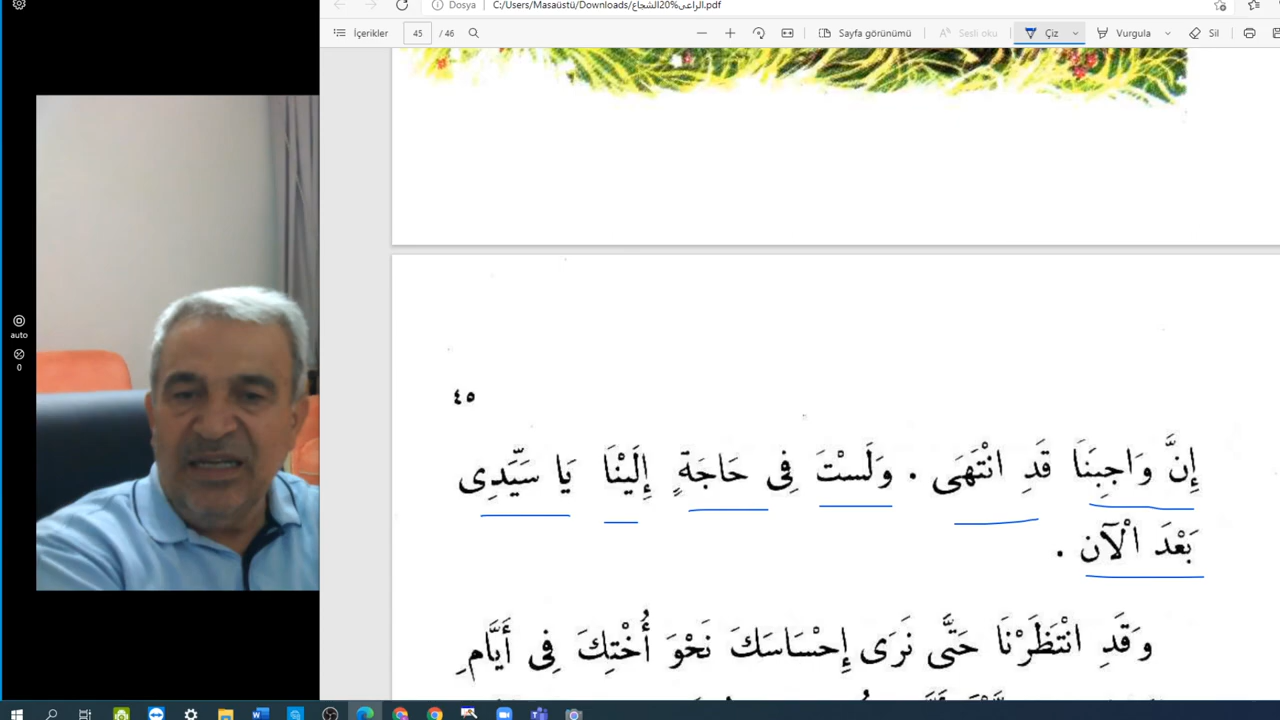 Dosya
C:/Users/Masaüstü/Downloads/الراعى%20الشجاع.pdf
İçerikler
45 / 46
Sayfa görünümü
Sesli oku
Çiz
Vurgula
Sil
auto
0
٤٥
إِنَّ وَاجِبَنَا قَدِ انْتَهَى . وَلَسْتَ فِى حَاجَةٍ إِلَيْنَا يَا سَيِّدِى
بَعْدَ الْآن .
وَقَدِ انْتَظَرْنَا حَتَّى نَرَى إِحْسَاسَكَ نَحْوَ أُخْتِكَ فِى أَيَّامِ